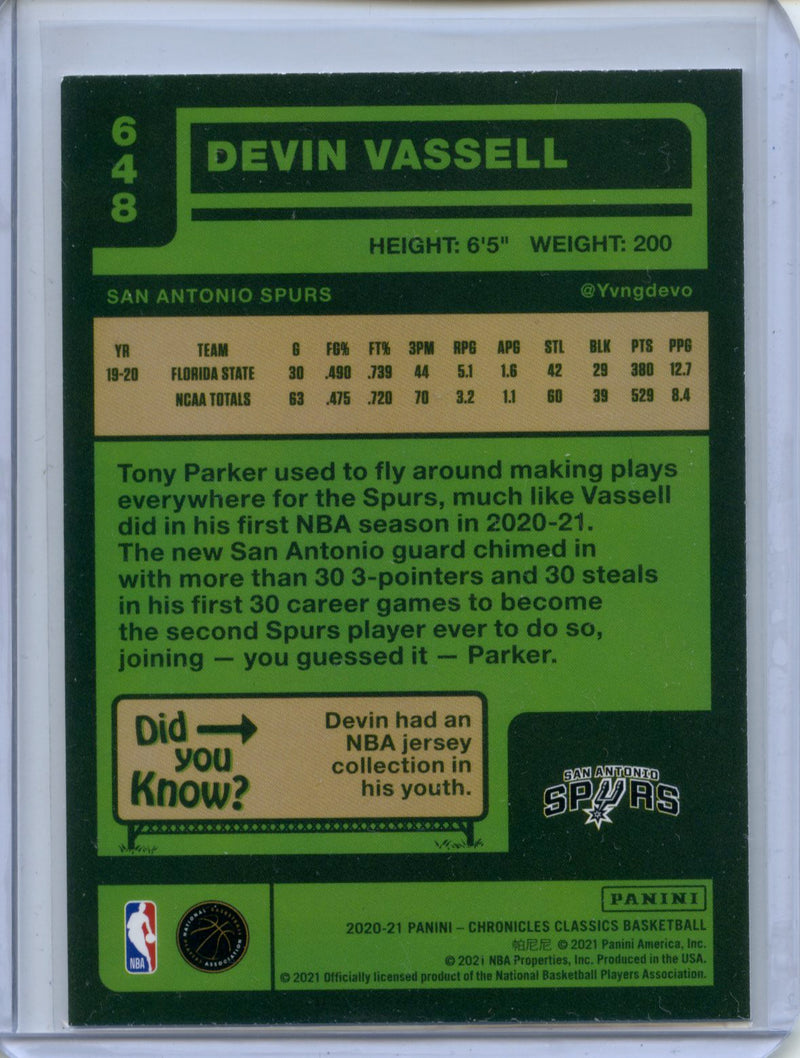 648
DEVIN VASSELL
HEIGHT: 6'5" WEIGHT: 200
SAN ANTONIO SPURS @Yvngdevo
YR TEAM G FG% FT% 3PM RPG APG STL BLK PTS PPG
19-20 FLORIDA STATE 30 .490 .739 44 5.1 1.6 42 29 380 12.7
NCAA TOTALS 63 .475 .720 70 3.2 1.1 60 39 529 8.4
Tony Parker used to fly around making plays
everywhere for the Spurs, much like Vassell
did in his first NBA season in 2020-21.
The new San Antonio guard chimed in
with more than 30 3-pointers and 30 steals
in his first 30 career games to become
the second Spurs player ever to do so,
joining — you guessed it — Parker.
Did you Know?
Devin had an
NBA jersey
collection in
his youth.
SAN ANTONIO
SPURS
PANINI
2020-21 PANINI – CHRONICLES CLASSICS BASKETBALL
帕尼尼 © 2021 Panini America, Inc.
© 2021 NBA Properties, Inc. Produced in the USA.
© 2021 Officially licensed product of the National Basketball Players Association.
NBA
NATIONAL BASKETBALL PLAYERS ASSOCIATION